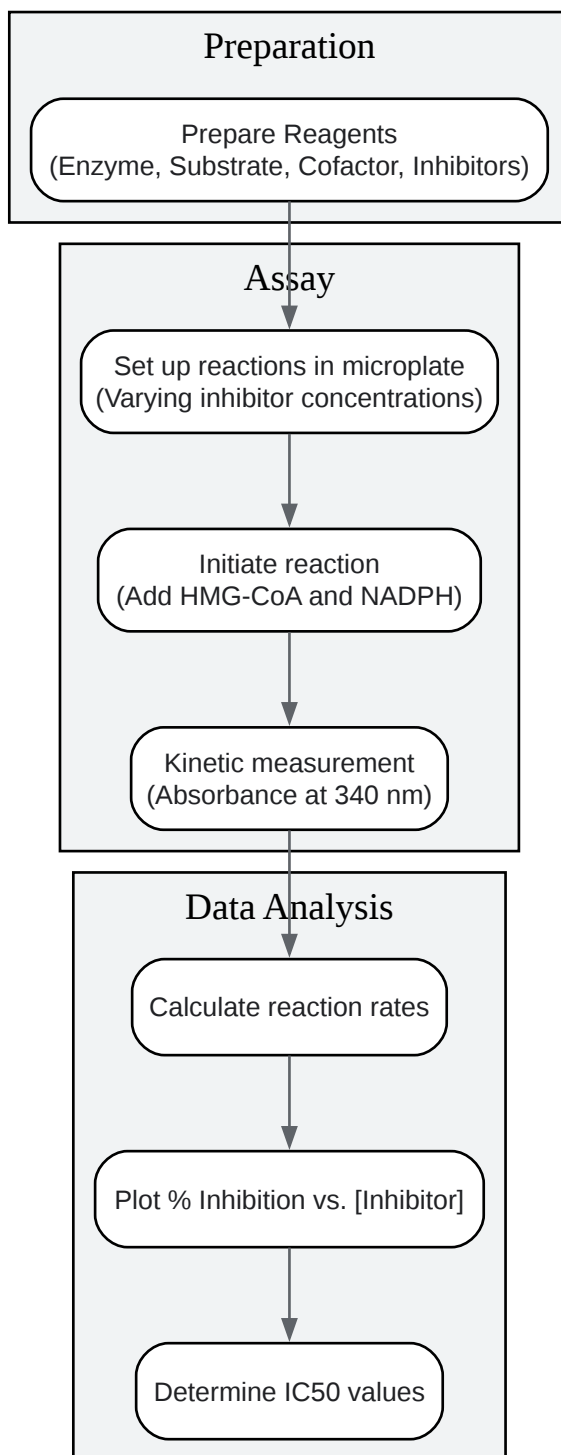 Preparation
Prepare Reagents
(Enzyme, Substrate, Cofactor, Inhibitors)
Assay
Set up reactions in microplate
(Varying inhibitor concentrations)
Initiate reaction
(Add HMG-CoA and NADPH)
Kinetic measurement
(Absorbance at 340 nm)
Data Analysis
Calculate reaction rates
Plot % Inhibition vs. [Inhibitor]
Determine IC50 values